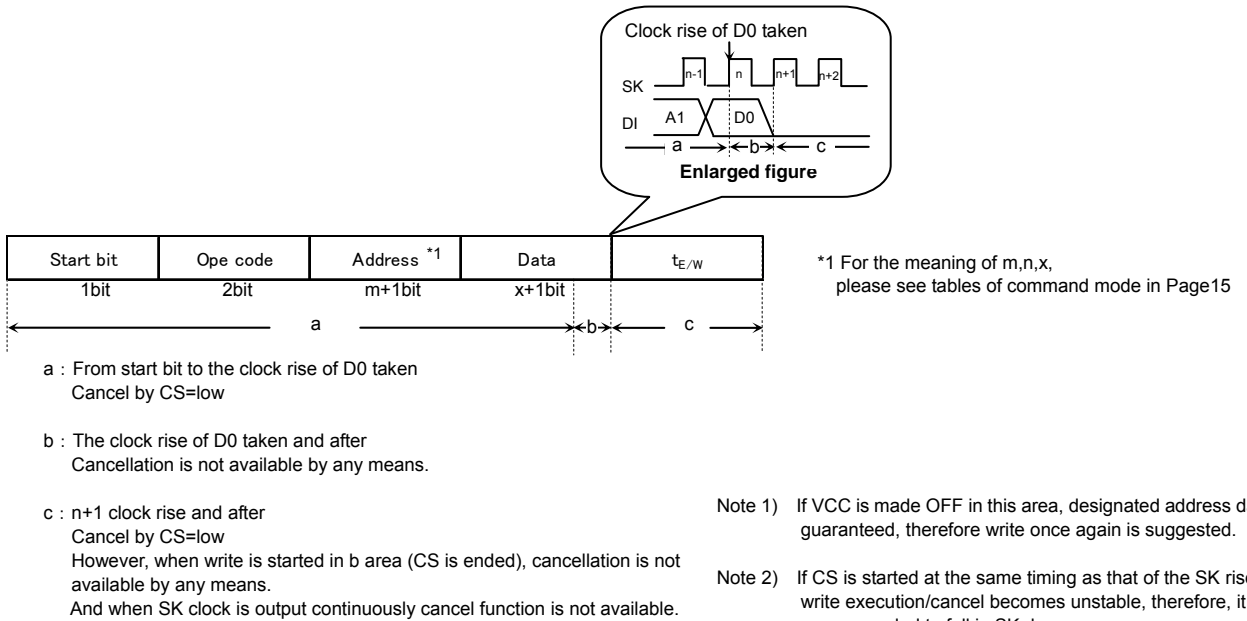 Clock rise of D0 taken
SK
n-1
n
n+1
n+2
DI
A1
D0
a
b
c
Enlarged figure
Start bit
Ope code
Address *1
Data
tE/W
1bit
2bit
m+1bit
x+1bit
a
b
c
*1 For the meaning of m,n,x,
please see tables of command mode in Page15
a : From start bit to the clock rise of D0 taken
Cancel by CS=low
b : The clock rise of D0 taken and after
Cancellation is not available by any means.
c : n+1 clock rise and after
Cancel by CS=low
However, when write is started in b area (CS is ended), cancellation is not
available by any means.
And when SK clock is output continuously cancel function is not available.
Note 1) If VCC is made OFF in this area, designated address d
guaranteed, therefore write once again is suggested.
Note 2) If CS is started at the same timing as that of the SK rise
write execution/cancel becomes unstable, therefore, it